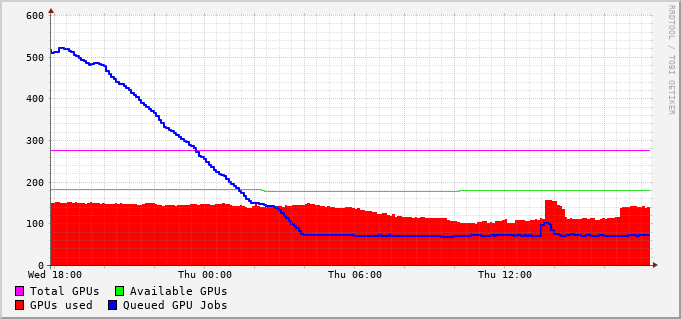 600
500
400
300
200
100
0
Wed 18:00 Thu 00:00 Thu 06:00 Thu 12:00
Total GPUs Available GPUs
GPUs used Queued GPU Jobs
RRDTOOL / TOBI OETIKER